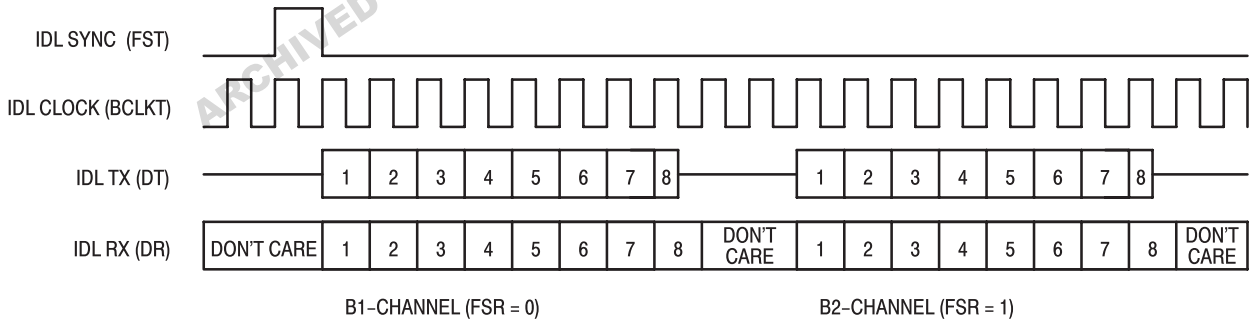 ARCHIVED
IDL SYNC (FST)
IDL CLOCK (BCLKT)
IDL TX (DT)
1 2 3 4 5 6 7 8 1 2 3 4 5 6 7 8
IDL RX (DR)
DON'T CARE 1 2 3 4 5 6 7 8 DON'T CARE 1 2 3 4 5 6 7 8 DON'T CARE
B1–CHANNEL (FSR = 0) B2–CHANNEL (FSR = 1)